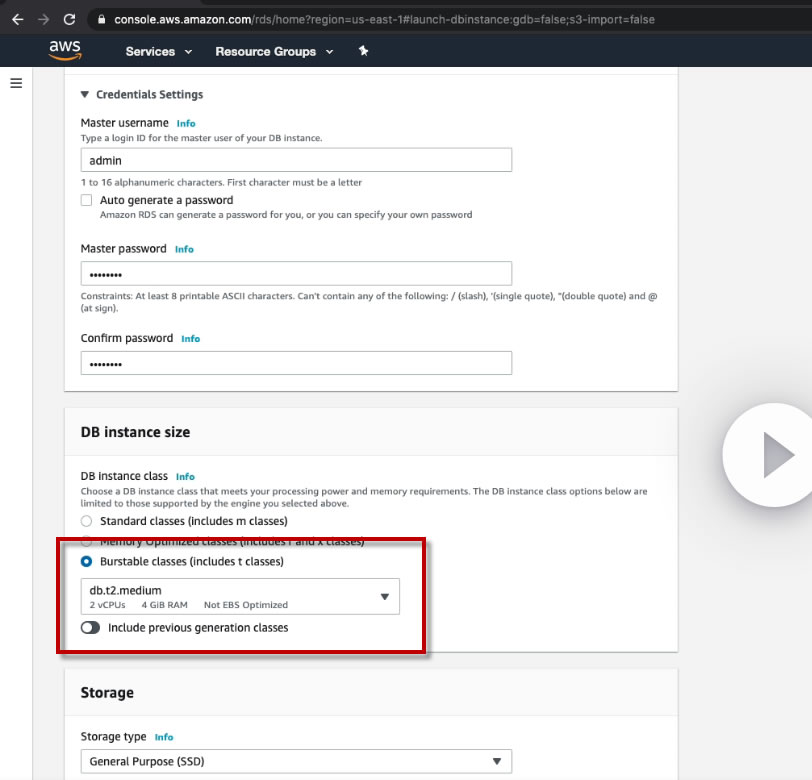 console.aws.amazon.com/rds/home?region=us-east-1#launch-dbinstance:gdb=false;s3-import=false
aws Services Resource Groups
Credentials Settings
Master username Info
Type a login ID for the master user of your DB instance.
admin
1 to 16 alphanumeric characters. First character must be a letter
Auto generate a password
Amazon RDS can generate a password for you, or you can specify your own password
Master password Info
••••••••
Constraints: At least 8 printable ASCII characters. Can't contain any of the following: / (slash), '(single quote), "(double quote) and @
(at sign).
Confirm password Info
••••••••
DB instance size
DB instance class Info
Choose a DB instance class that meets your processing power and memory requirements. The DB instance class options below are
limited to those supported by the engine you selected above.
Standard classes (includes m classes)
Memory Optimized classes (includes r and x classes)
Burstable classes (includes t classes)
db.t2.medium
2 vCPUs 4 GiB RAM Not EBS Optimized
Include previous generation classes
Storage
Storage type Info
General Purpose (SSD)